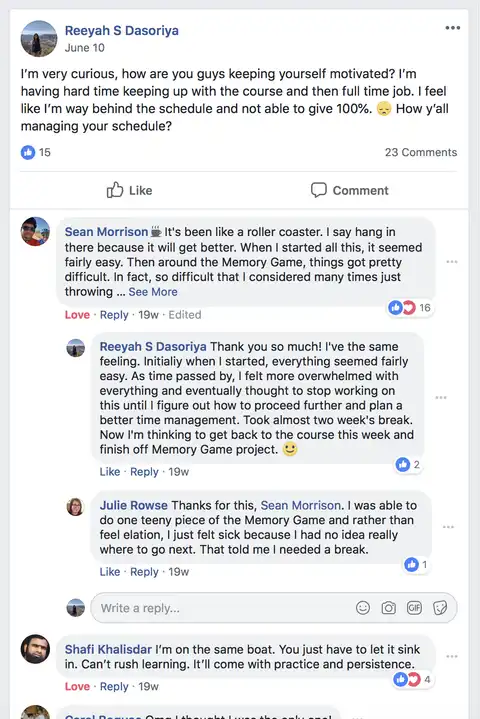 Reeyah S Dasoriya
June 10
I'm very curious, how are you guys keeping yourself motivated? I'm
having hard time keeping up with the course and then full time job. I feel
like I'm way behind the schedule and not able to give 100%. 😞 How y'all
managing your schedule?
15
23 Comments
Like
Comment
Sean Morrison☕ It's been like a roller coaster. I say hang in
there because it will get better. When I started all this, it seemed
fairly easy. Then around the Memory Game, things got pretty
difficult. In fact, so difficult that I considered many times just
throwing ... See More
16
Love · Reply · 19w · Edited
Reeyah S Dasoriya Thank you so much! I've the same
feeling. Initialiy when I started, everything seemed fairly
easy. As time passed by, I felt more overwhelmed with
everything and eventually thought to stop working on
this until I figure out how to proceed further and plan a
better time management. Took almost two week's break.
Now I'm thinking to get back to the course this week and
finish off Memory Game project. 🙂
2
Like · Reply · 19w
Julie Rowse Thanks for this, Sean Morrison. I was able to
do one teeny piece of the Memory Game and rather than
feel elation, I just felt sick because I had no idea really
where to go next. That told me I needed a break.
1
Like · Reply · 19w
Write a reply...
GIF
Shafi Khalisdar I'm on the same boat. You just have to let it sink
in. Can't rush learning. It'll come with practice and persistence.
4
Love · Reply · 19w